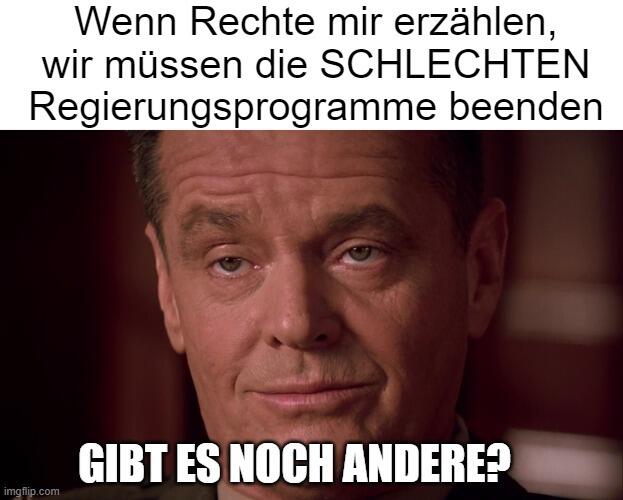 Wenn Rechte mir erzählen,
wir müssen die SCHLECHTEN
Regierungsprogramme beenden
GIBT ES NOCH ANDERE?
imgflip.com